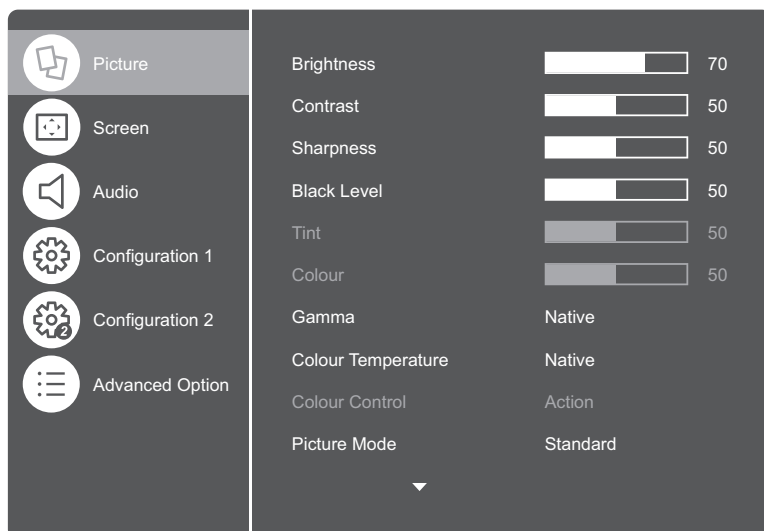 Picture
Screen
Audio
Configuration 1
Configuration 2
2
Advanced Option
Brightness 70
Contrast 50
Sharpness 50
Black Level 50
Tint 50
Colour 50
Gamma Native
Colour Temperature Native
Colour Control Action
Picture Mode Standard